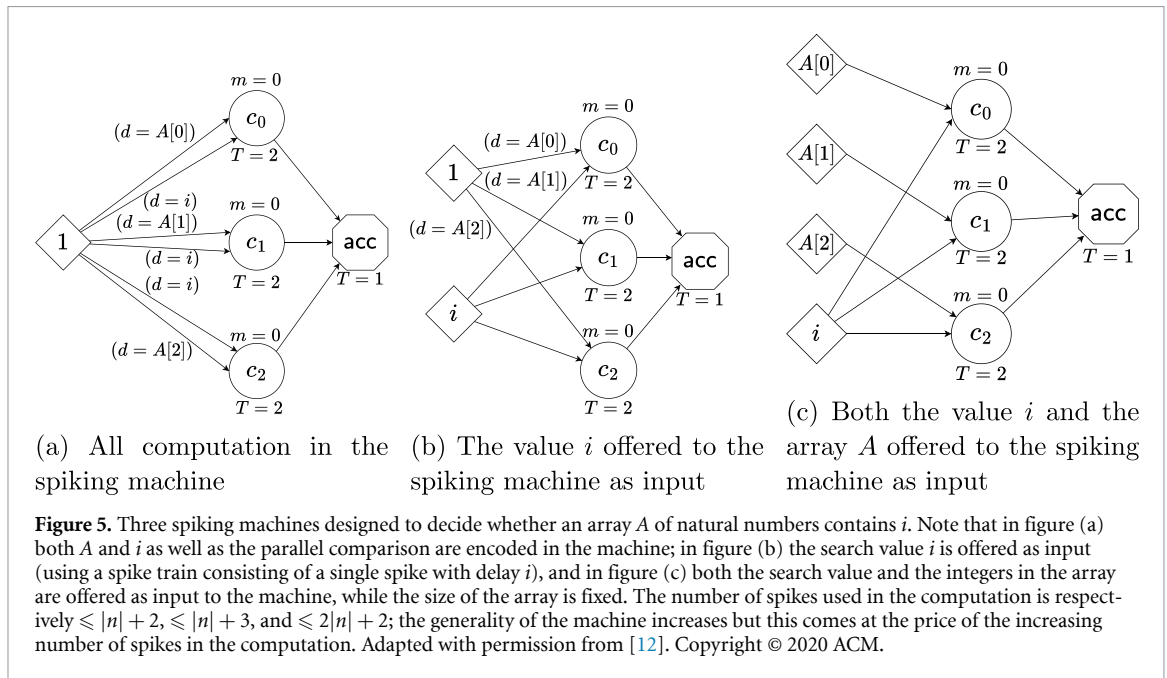 m = 0
c₀
T = 2
(d = A[0])
(d = i)
(d = A[1])
m = 0
1
c₁
acc
(d = i)
T = 2
T = 1
(d = i)
m = 0
(d = A[2])
c₂
T = 2
(a) All computation in the
spiking machine
m = 0
(d = A[0])
c₀
1
(d = A[1])
T = 2
m = 0
(d = A[2])
c₁
acc
T = 2
T = 1
i
m = 0
c₂
T = 2
(b) The value i offered to the
spiking machine as input
A[0]
m = 0
c₀
T = 2
A[1]
m = 0
c₁
acc
A[2]
T = 2
T = 1
m = 0
i
c₂
T = 2
(c) Both the value i and the
array A offered to the spiking
machine as input
Figure 5. Three spiking machines designed to decide whether an array A of natural numbers contains i. Note that in figure (a)
both A and i as well as the parallel comparison are encoded in the machine; in figure (b) the search value i is offered as input
(using a spike train consisting of a single spike with delay i), and in figure (c) both the search value and the integers in the array
are offered as input to the machine, while the size of the array is fixed. The number of spikes used in the computation is respect-
ively ⩽ |n| + 2, ⩽ |n| + 3, and ⩽ 2|n| + 2; the generality of the machine increases but this comes at the price of the increasing
number of spikes in the computation. Adapted with permission from [12]. Copyright © 2020 ACM.